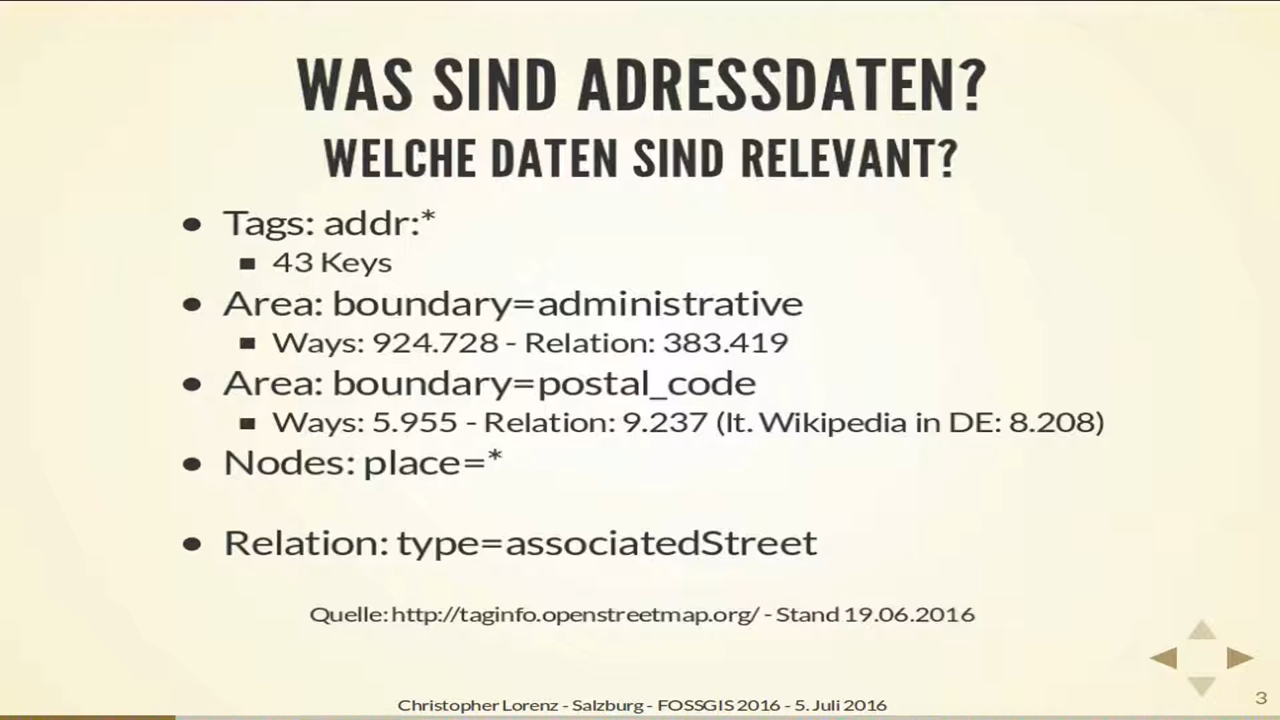 WAS SIND ADRESSDATEN?
WELCHE DATEN SIND RELEVANT?
Tags: addr:*
43 Keys
Area: boundary=administrative
Ways: 924.728 - Relation: 383.419
Area: boundary=postal_code
Ways: 5.955 - Relation: 9.237 (lt. Wikipedia in DE: 8.208)
Nodes: place=*
Relation: type=associatedStreet
Quelle: http://taginfo.openstreetmap.org/ - Stand 19.06.2016
Christopher Lorenz - Salzburg - FOSSGIS 2016 - 5. Juli 2016
3